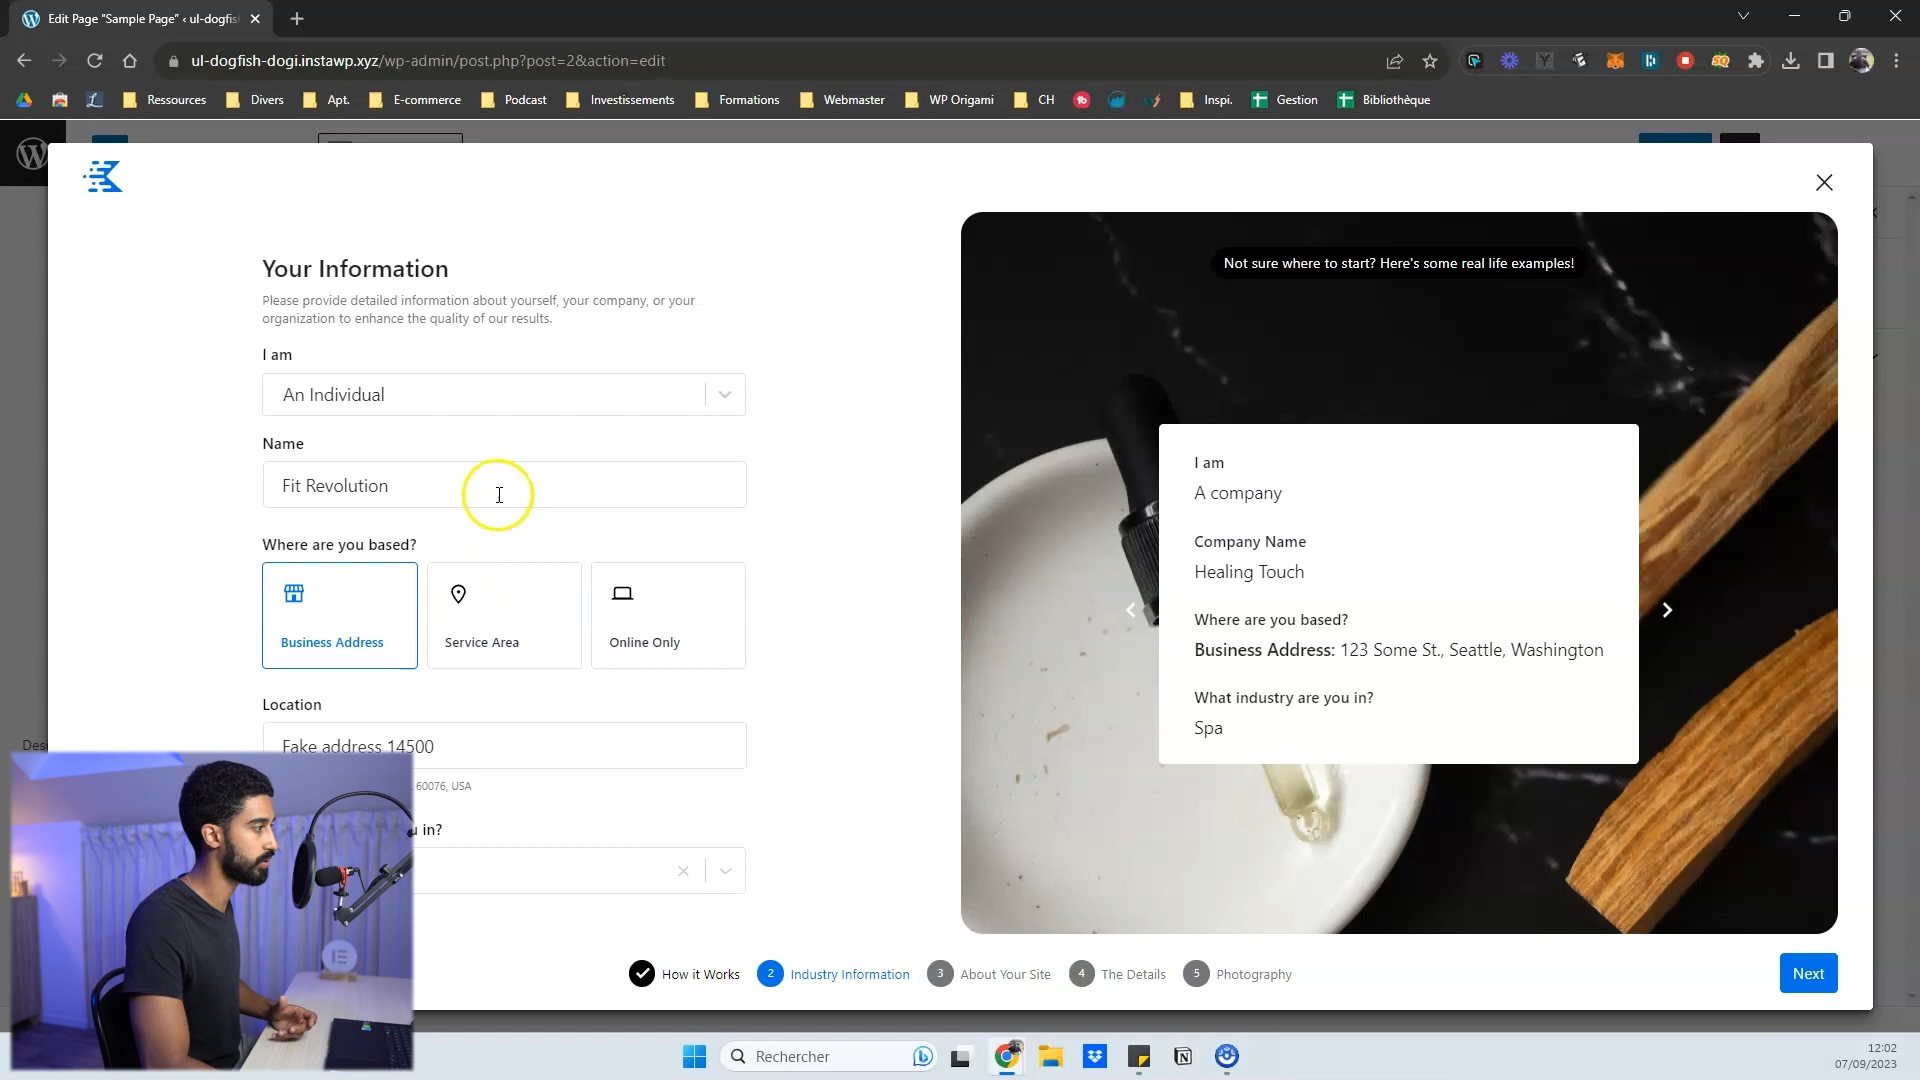 Edit Page "Sample Page" ‹ ul-dogfis
ul-dogfish-dogi.instawp.xyz/wp-admin/post.php?post=2&action=edit
Ressources
Divers
Apt.
E-commerce
Podcast
Investissements
Formations
Webmaster
WP Origami
CH
Inspi.
Gestion
Bibliothèque
Your Information
Please provide detailed information about yourself, your company, or your
organization to enhance the quality of our results.
I am
An Individual
Name
Fit Revolution
Where are you based?
Business Address
Service Area
Online Only
Location
Fake address 14500
60076, USA
u in?
Not sure where to start? Here's some real life examples!
I am
A company
Company Name
Healing Touch
Where are you based?
Business Address: 123 Some St., Seattle, Washington
What industry are you in?
Spa
How it Works
2 Industry Information
3 About Your Site
4 The Details
5 Photography
Next
Rechercher
12:02
07/09/2023